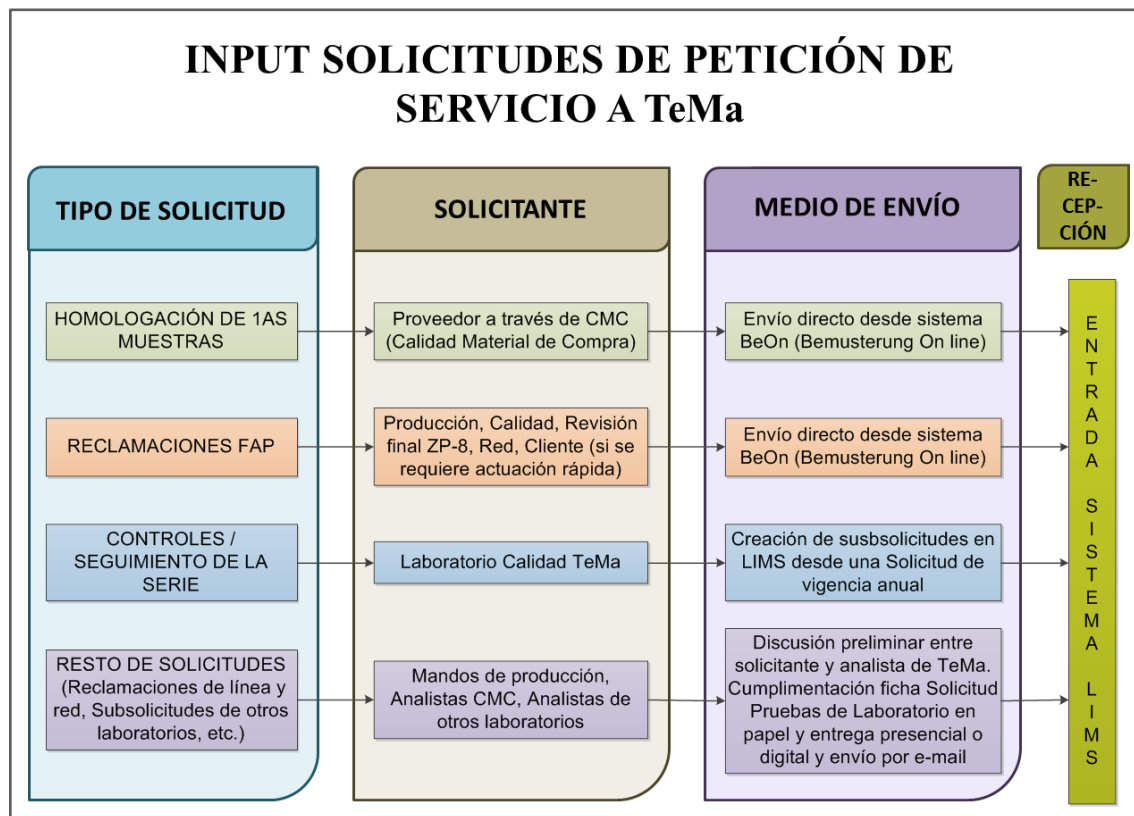 INPUT SOLICITUDES DE PETICIÓN DE
SERVICIO A TeMa
TIPO DE SOLICITUD
SOLICITANTE
MEDIO DE ENVÍO
RE-
CEP-
CIÓN
HOMOLOGACIÓN DE 1AS
MUESTRAS
Proveedor a través de CMC
(Calidad Material de Compra)
Envío directo desde sistema
BeOn (Bemusterung On line)
RECLAMACIONES FAP
Producción, Calidad, Revisión
final ZP-8, Red, Cliente (si se
requiere actuación rápida)
Envío directo desde sistema
BeOn (Bemusterung On line)
CONTROLES /
SEGUIMIENTO DE LA
SERIE
Laboratorio Calidad TeMa
Creación de susbsolicitudes en
LIMS desde una Solicitud de
vigencia anual
RESTO DE SOLICITUDES
(Reclamaciones de línea y
red, Subsolicitudes de otros
laboratorios, etc.)
Mandos de producción,
Analistas CMC, Analistas de
otros laboratorios
Discusión preliminar entre
solicitante y analista de TeMa.
Cumplimentación ficha Solicitud
Pruebas de Laboratorio en
papel y entrega presencial o
digital y envío por e-mail
ENTRADA SISTEMA LIMS